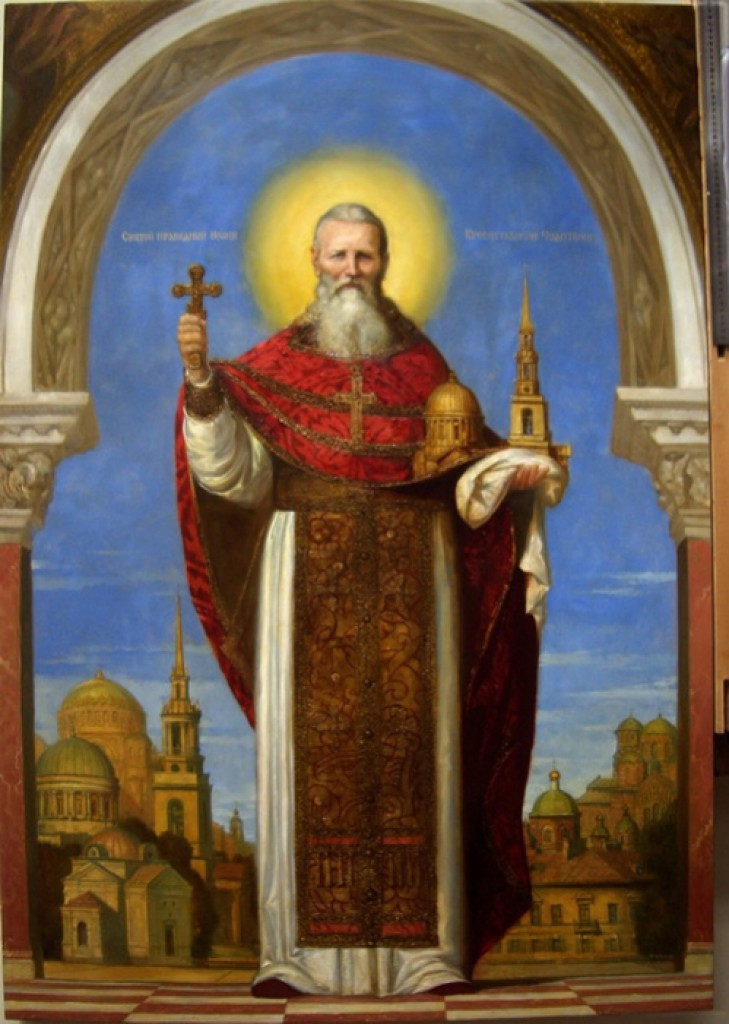 Святой праведный Иоанн
Кронштадтский Чудотворец